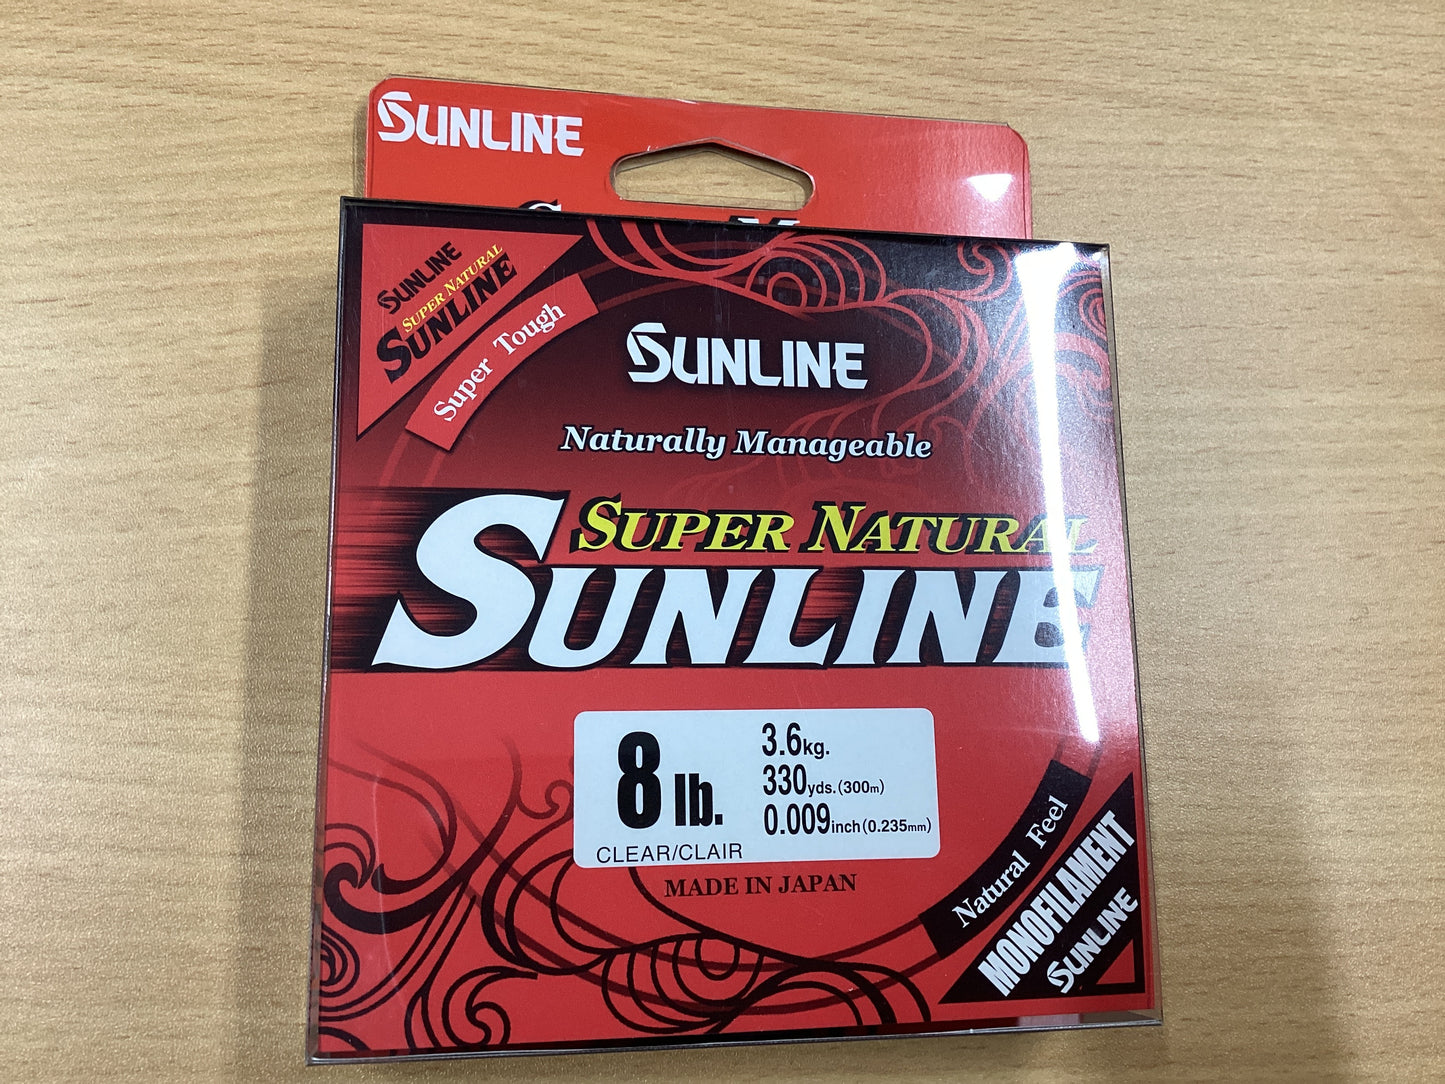 SUNLINE
SUNLINE
SUPER NATURAL
SUNLINE
Super Tough
SUNLINE
Naturally Manageable
SUPER NATURAL
SUNLINE
8 lb.
3.6kg.
330yds.(300m)
0.009inch(0.235mm)
CLEAR/CLAIR
MADE IN JAPAN
Natural Feel
MONOFILAMENT
SUNLINE